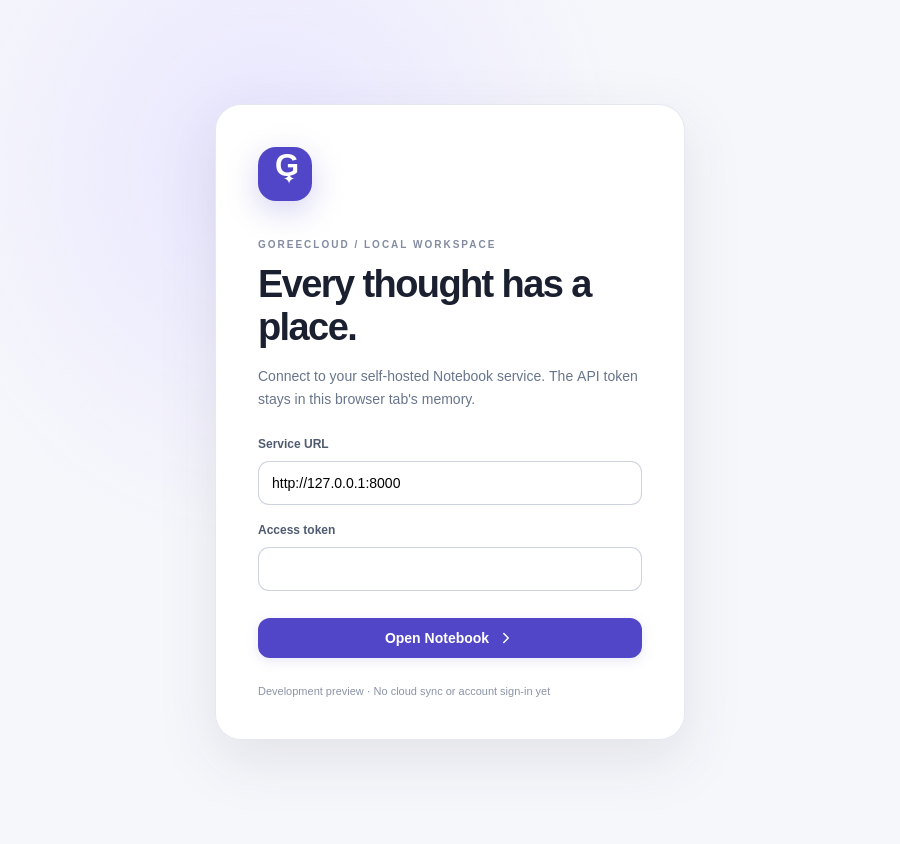 G
GOREECLOUD / LOCAL WORKSPACE
Every thought has a
place.
Connect to your self-hosted Notebook service. The API token
stays in this browser tab's memory.
Service URL
http://127.0.0.1:8000
Access token
Open Notebook
Development preview · No cloud sync or account sign-in yet